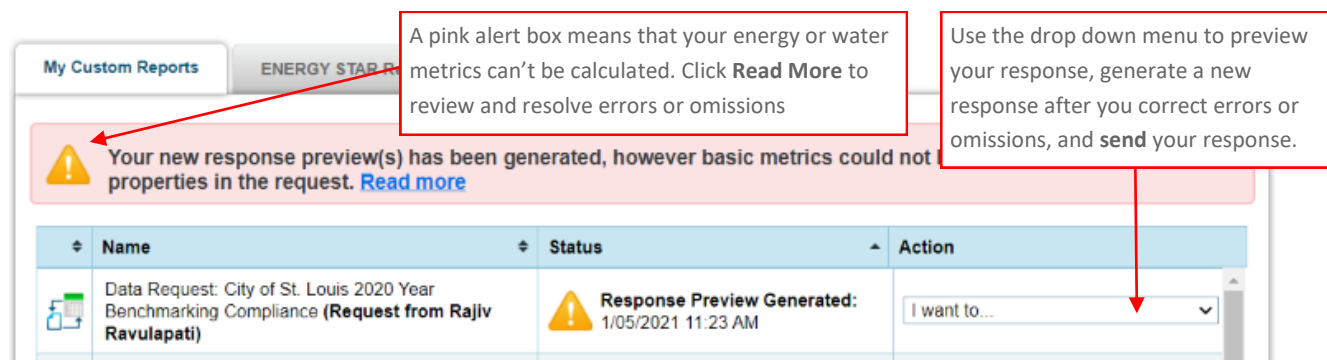 A pink alert box means that your energy or water
metrics can't be calculated. Click Read More to
review and resolve errors or omissions
Use the drop down menu to preview
your response, generate a new
response after you correct errors or
omissions, and send your response.
My Custom Reports
ENERGY STAR
Your new response preview(s) has been generated, however basic metrics could not
properties in the request. Read more
Name
Status
Action
Data Request: City of St. Louis 2020 Year
Benchmarking Compliance (Request from Rajiv
Ravulapati)
Response Preview Generated:
1/05/2021 11:23 AM
I want to...